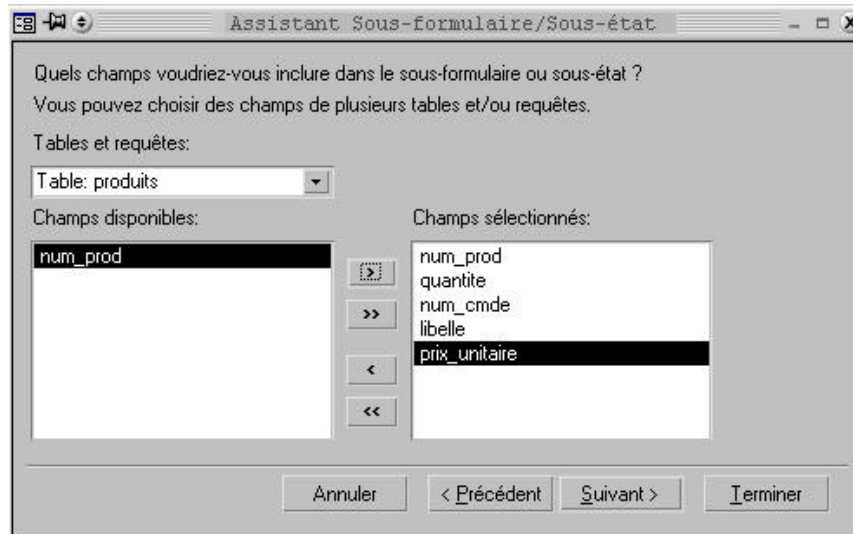 Assistant Sous-formulaire/Sous-état
Quels champs voudriez-vous inclure dans le sous-formulaire ou sous-état ?
Vous pouvez choisir des champs de plusieurs tables et/ou requêtes.
Tables et requêtes:
Table: produits
Champs disponibles:
Champs sélectionnés:
num_prod
>
>>
<
<<
num_prod
quantite
num_cmde
libelle
prix_unitaire
Annuler
< Précédent
Suivant >
Terminer